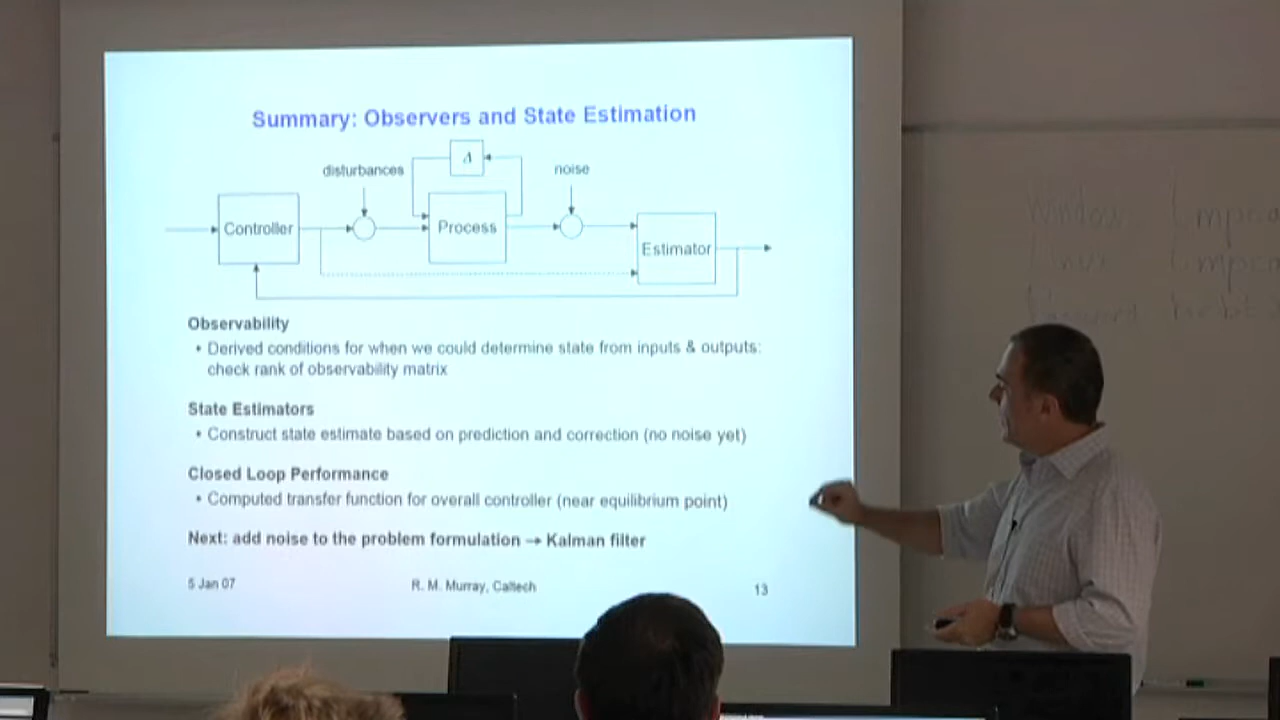 Summary: Observers and State Estimation
Δ
disturbances
noise
Controller
Process
Estimator
Observability
• Derived conditions for when we could determine state from inputs & outputs:
check rank of observability matrix
State Estimators
• Construct state estimate based on prediction and correction (no noise yet)
Closed Loop Performance
• Computed transfer function for overall controller (near equilibrium point)
Next: add noise to the problem formulation → Kalman filter
5 Jan 07
R. M. Murray, Caltech
13
Window